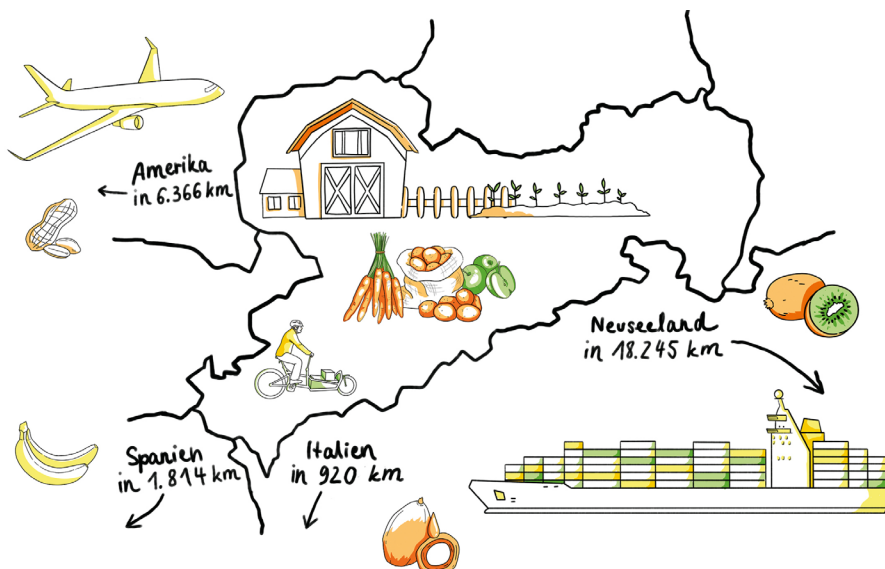 Amerika
in 6.366 km
Neuseeland
in 18.245 km
Spanien
in 1.814 km
Italien
in 920 km